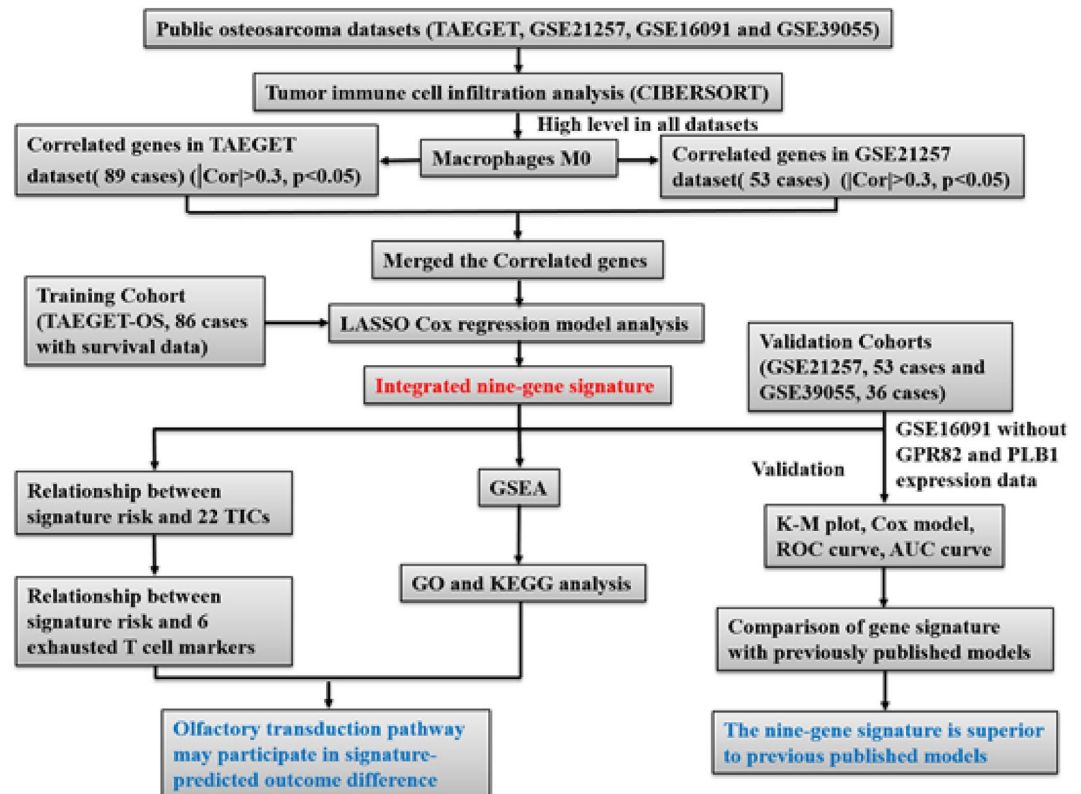 Public osteosarcoma datasets (TAEGET, GSE21257, GSE16091 and GSE39055)
Tumor immune cell infiltration analysis (CIBERSORT)
High level in all datasets
Correlated genes in TAEGET
dataset( 89 cases) (|Cor|>0.3, p<0.05)
Macrophages M0
Correlated genes in GSE21257
dataset( 53 cases) (|Cor|>0.3, p<0.05)
Merged the Correlated genes
Training Cohort
(TAEGET-OS, 86 cases
with survival data)
LASSO Cox regression model analysis
Validation Cohorts
(GSE21257, 53 cases and
GSE39055, 36 cases)
Integrated nine-gene signature
GSE16091 without
GPR82 and PLB1
expression data
Validation
Relationship between
signature risk and 22 TICs
GSEA
K-M plot, Cox model,
ROC curve, AUC curve
Relationship between
signature risk and 6
exhausted T cell markers
GO and KEGG analysis
Comparison of gene signature
with previously published models
Olfactory transduction pathway
may participate in signature-
predicted outcome difference
The nine-gene signature is superior
to previous published models